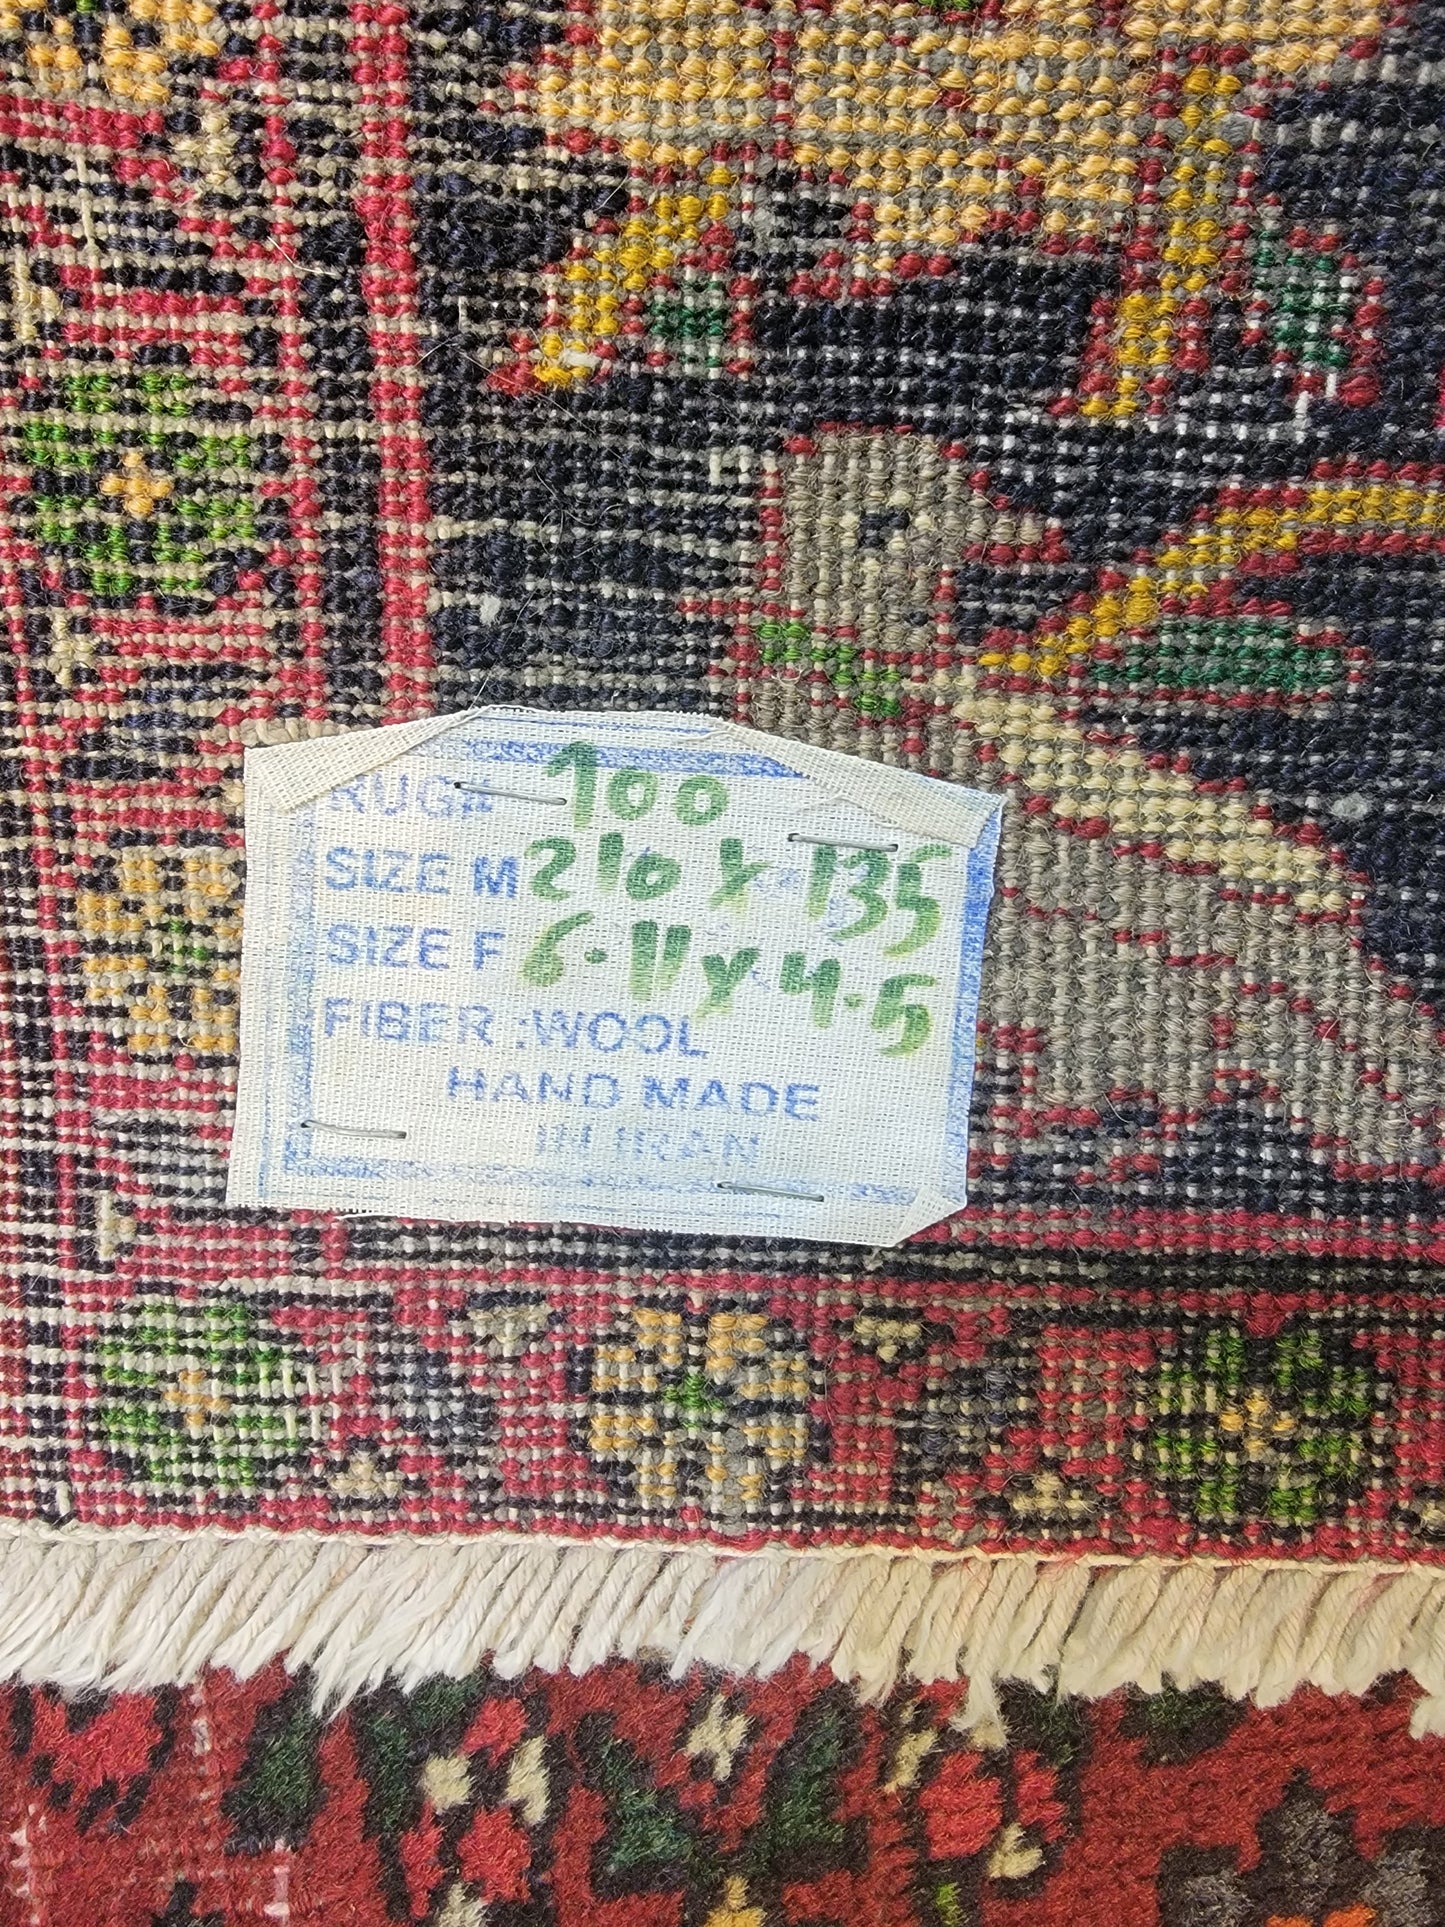 RUG# 100
SIZE M 210 x 135
SIZE F 6.11 x 4.5
FIBER :WOOL
HAND MADE
IN IRAN